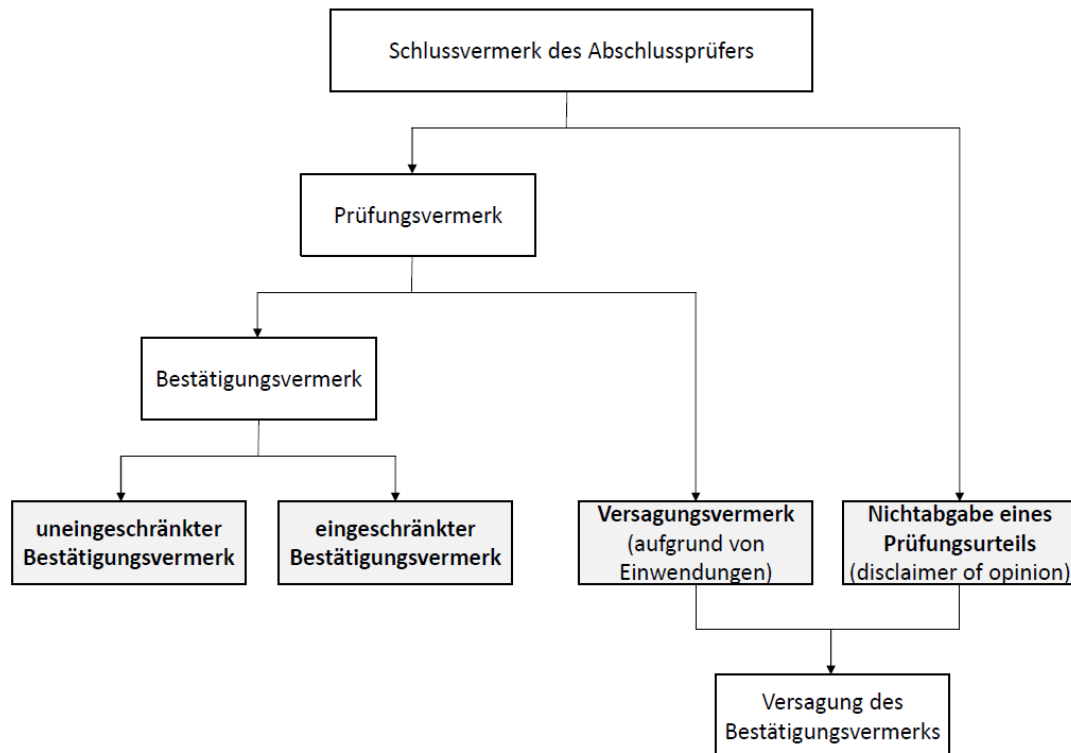 Schlussvermerk des Abschlussprüfers
Prüfungsvermerk
Bestätigungsvermerk
uneingeschränkter
Bestätigungsvermerk
eingeschränkter
Bestätigungsvermerk
Versagungsvermerk
(aufgrund von
Einwendungen)
Nichtabgabe eines
Prüfungsurteils
(disclaimer of opinion)
Versagung des
Bestätigungsvermerks